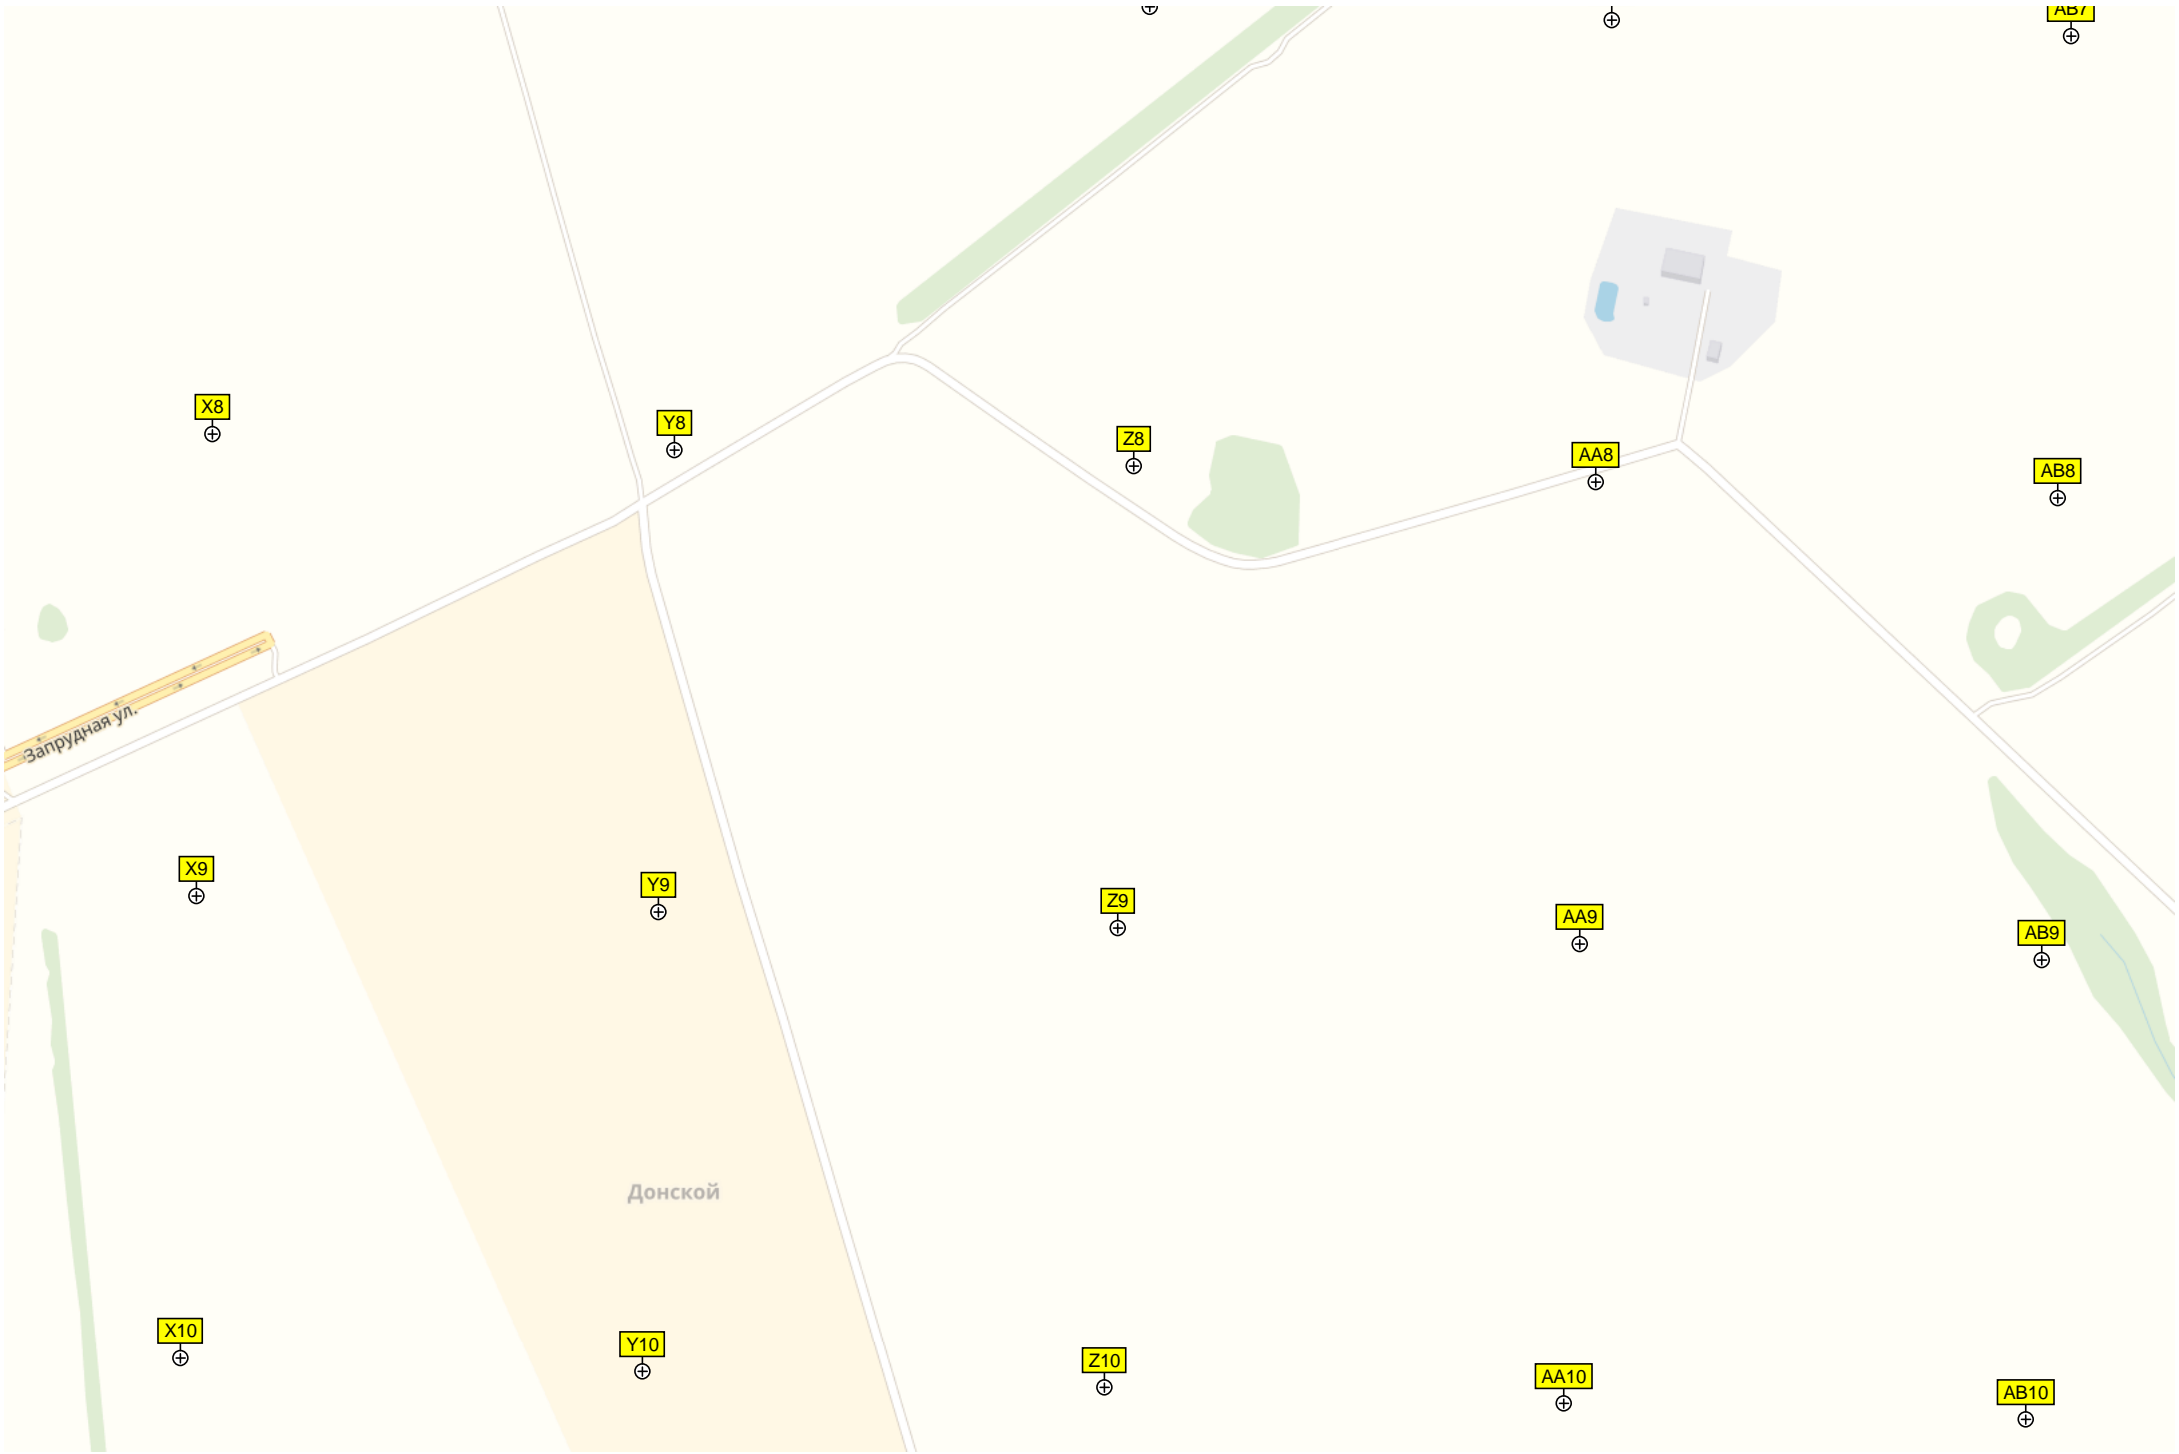 AB7
X8
Y8
Z8
AA8
AB8
Запрудная ул.
X9
Y9
Z9
AA9
AB9
Донской
X10
Y10
Z10
AA10
AB10